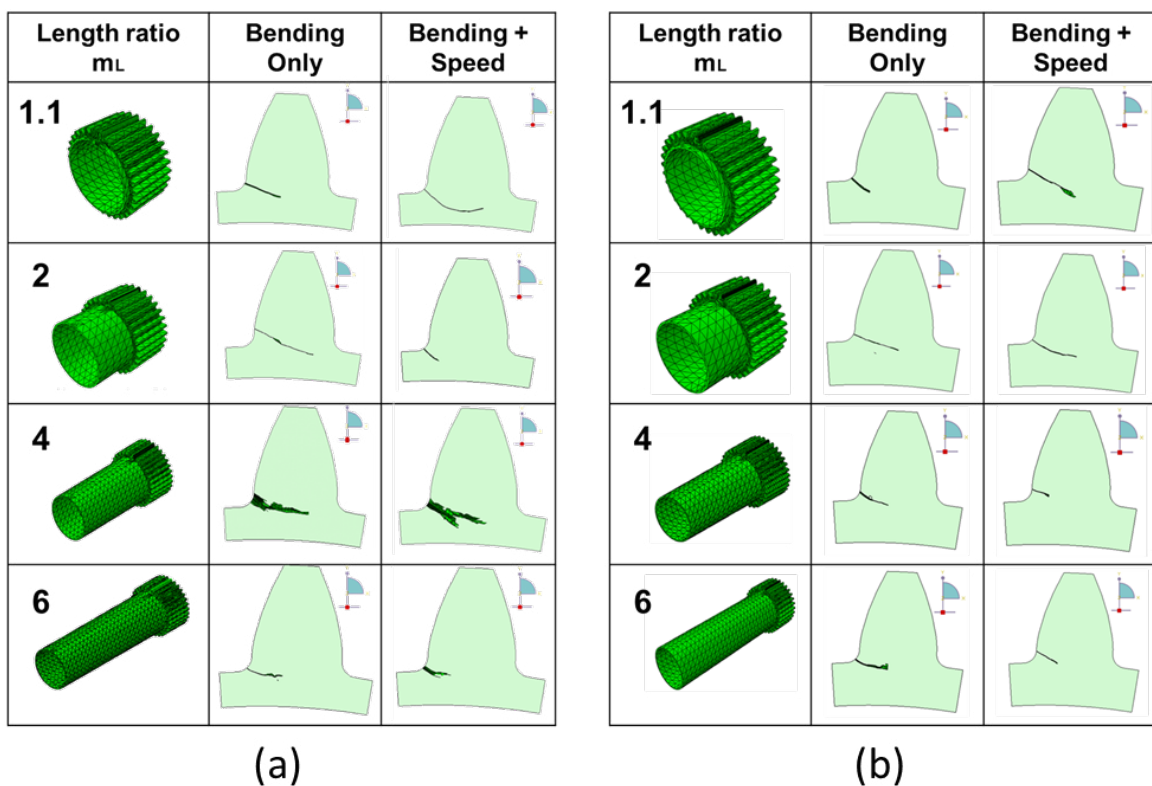 Length ratio
mL
Bending
Only
Bending +
Speed
1.1
2
4
6
(a)
Length ratio
mL
Bending
Only
Bending +
Speed
1.1
2
4
6
(b)